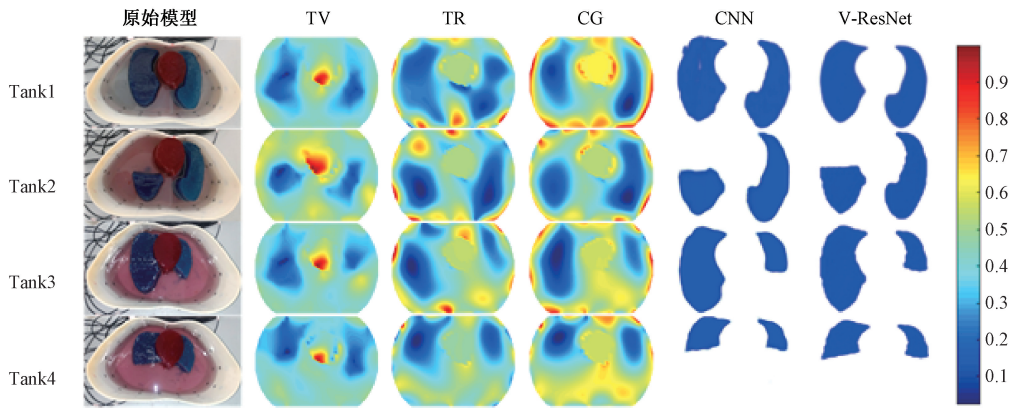 原始模型 TV TR CG CNN V-ResNet
Tank1
Tank2
Tank3
Tank4
0.9
0.8
0.7
0.6
0.5
0.4
0.3
0.2
0.1